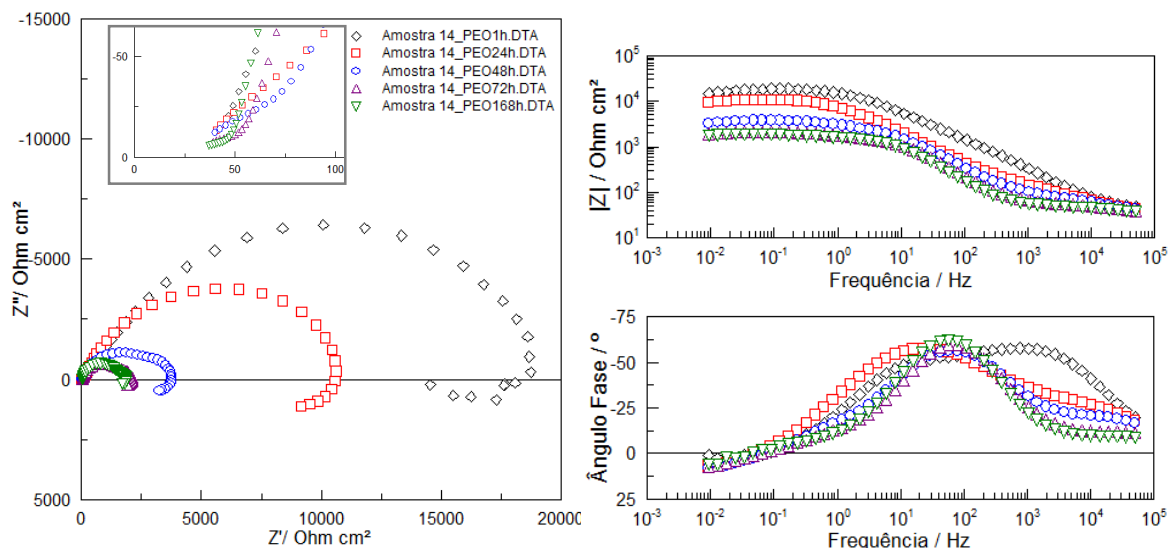 -15000
-10000
-5000
0
5000
Z''/ Ohm cm²
0
5000
10000
15000
20000
Z'/ Ohm cm²
-50
0
0
50
100
Amostra 14_PEO1h.DTA
Amostra 14_PEO24h.DTA
Amostra 14_PEO48h.DTA
Amostra 14_PEO72h.DTA
Amostra 14_PEO168h.DTA
10⁵
10⁴
10³
10²
10¹
|Z| / Ohm cm²
10⁻³ 10⁻² 10⁻¹ 10⁰ 10¹ 10² 10³ 10⁴ 10⁵
Frequência / Hz
-75
-50
-25
0
25
Ângulo Fase / º
10⁻³ 10⁻² 10⁻¹ 10⁰ 10¹ 10² 10³ 10⁴ 10⁵
Frequência / Hz